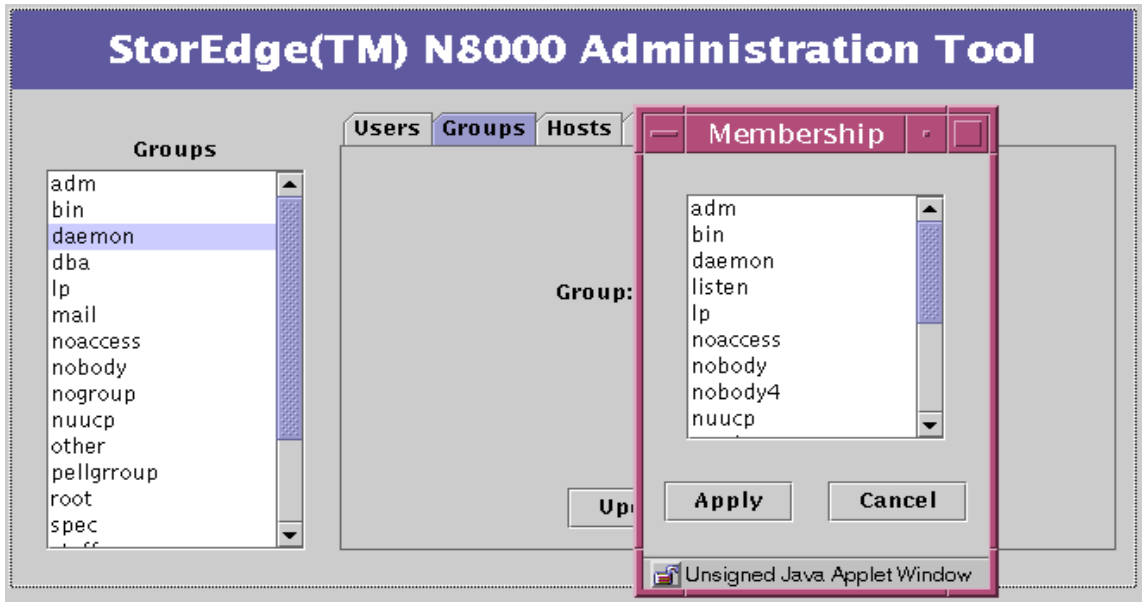 StorEdge(TM) N8000 Administration Tool
Groups
adm
bin
daemon
dba
lp
mail
noaccess
nobody
nogroup
nuucp
other
pellgrroup
root
spec
Users Groups Hosts
Group:
Membership
adm
bin
daemon
listen
lp
noaccess
nobody
nobody4
nuucp
Apply Cancel
Unsigned Java Applet Window